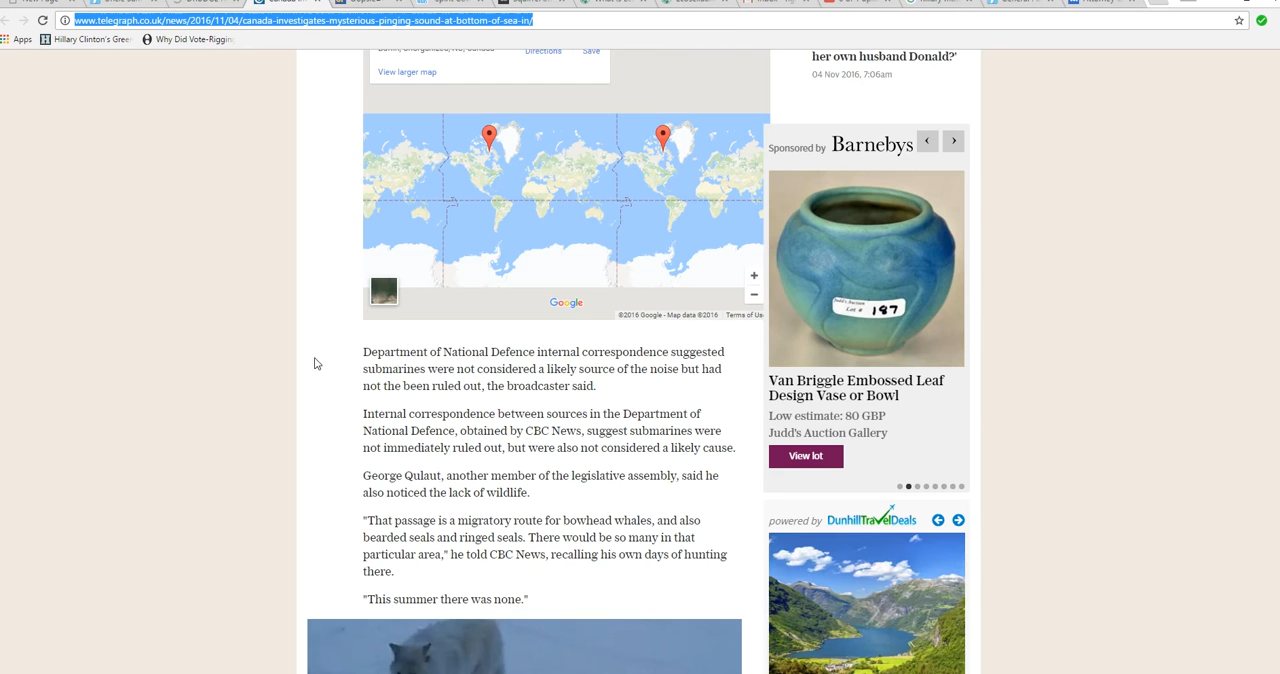 www.telegraph.co.uk/news/2016/11/04/canada-investigates-mysterious-pinging-sound-at-bottom-of-sea-in/
Apps
Hillary Clinton's Gree
Why Did Vote-Riggin
Directions
Save
View larger map
her own husband Donald?'
04 Nov 2016, 7:06am
Sponsored by Barnebys
Google
©2016 Google - Map data ©2016
Terms of Use
Judd's Auction
Lot # 187
Department of National Defence internal correspondence suggested
submarines were not considered a likely source of the noise but had
not the been ruled out, the broadcaster said.
Internal correspondence between sources in the Department of
National Defence, obtained by CBC News, suggest submarines were
not immediately ruled out, but were also not considered a likely cause.
George Qulaut, another member of the legislative assembly, said he
also noticed the lack of wildlife.
"That passage is a migratory route for bowhead whales, and also
bearded seals and ringed seals. There would be so many in that
particular area," he told CBC News, recalling his own days of hunting
there.
"This summer there was none."
Van Briggle Embossed Leaf
Design Vase or Bowl
Low estimate: 80 GBP
Judd's Auction Gallery
View lot
powered by DunhillTravelDeals